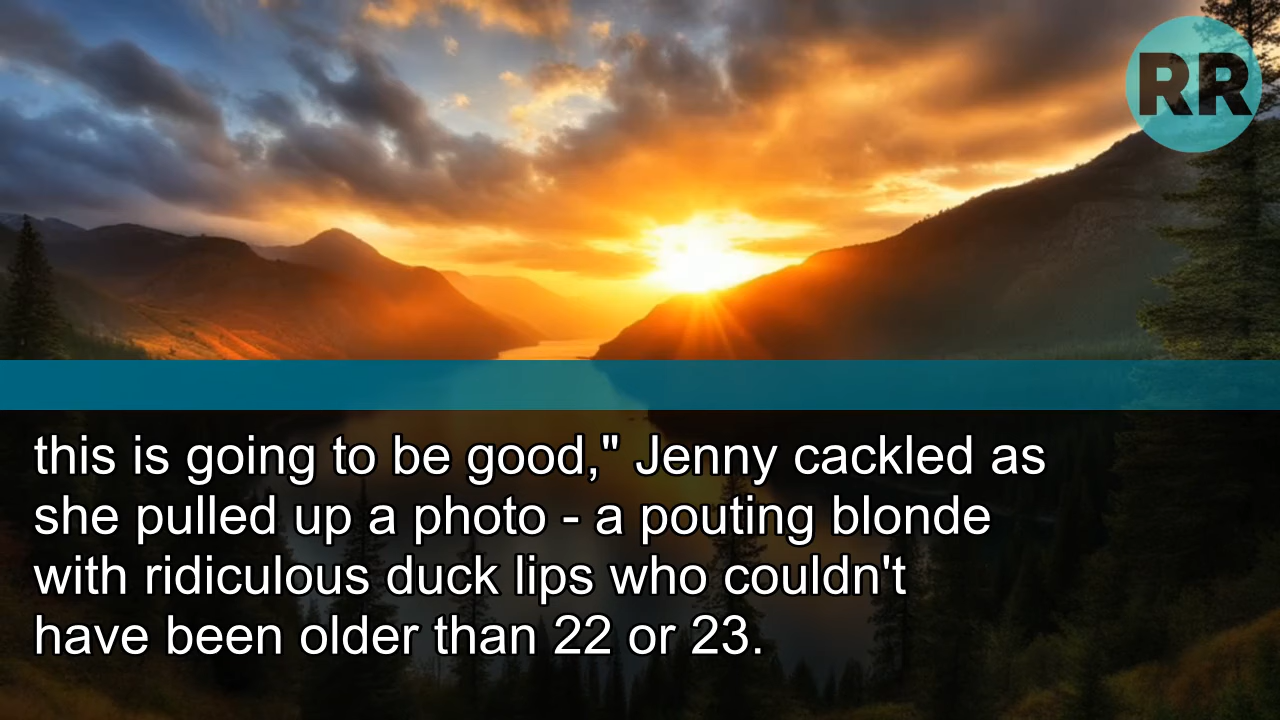 RR
this is going to be good," Jenny cackled as
she pulled up a photo - a pouting blonde
with ridiculous duck lips who couldn't
have been older than 22 or 23.